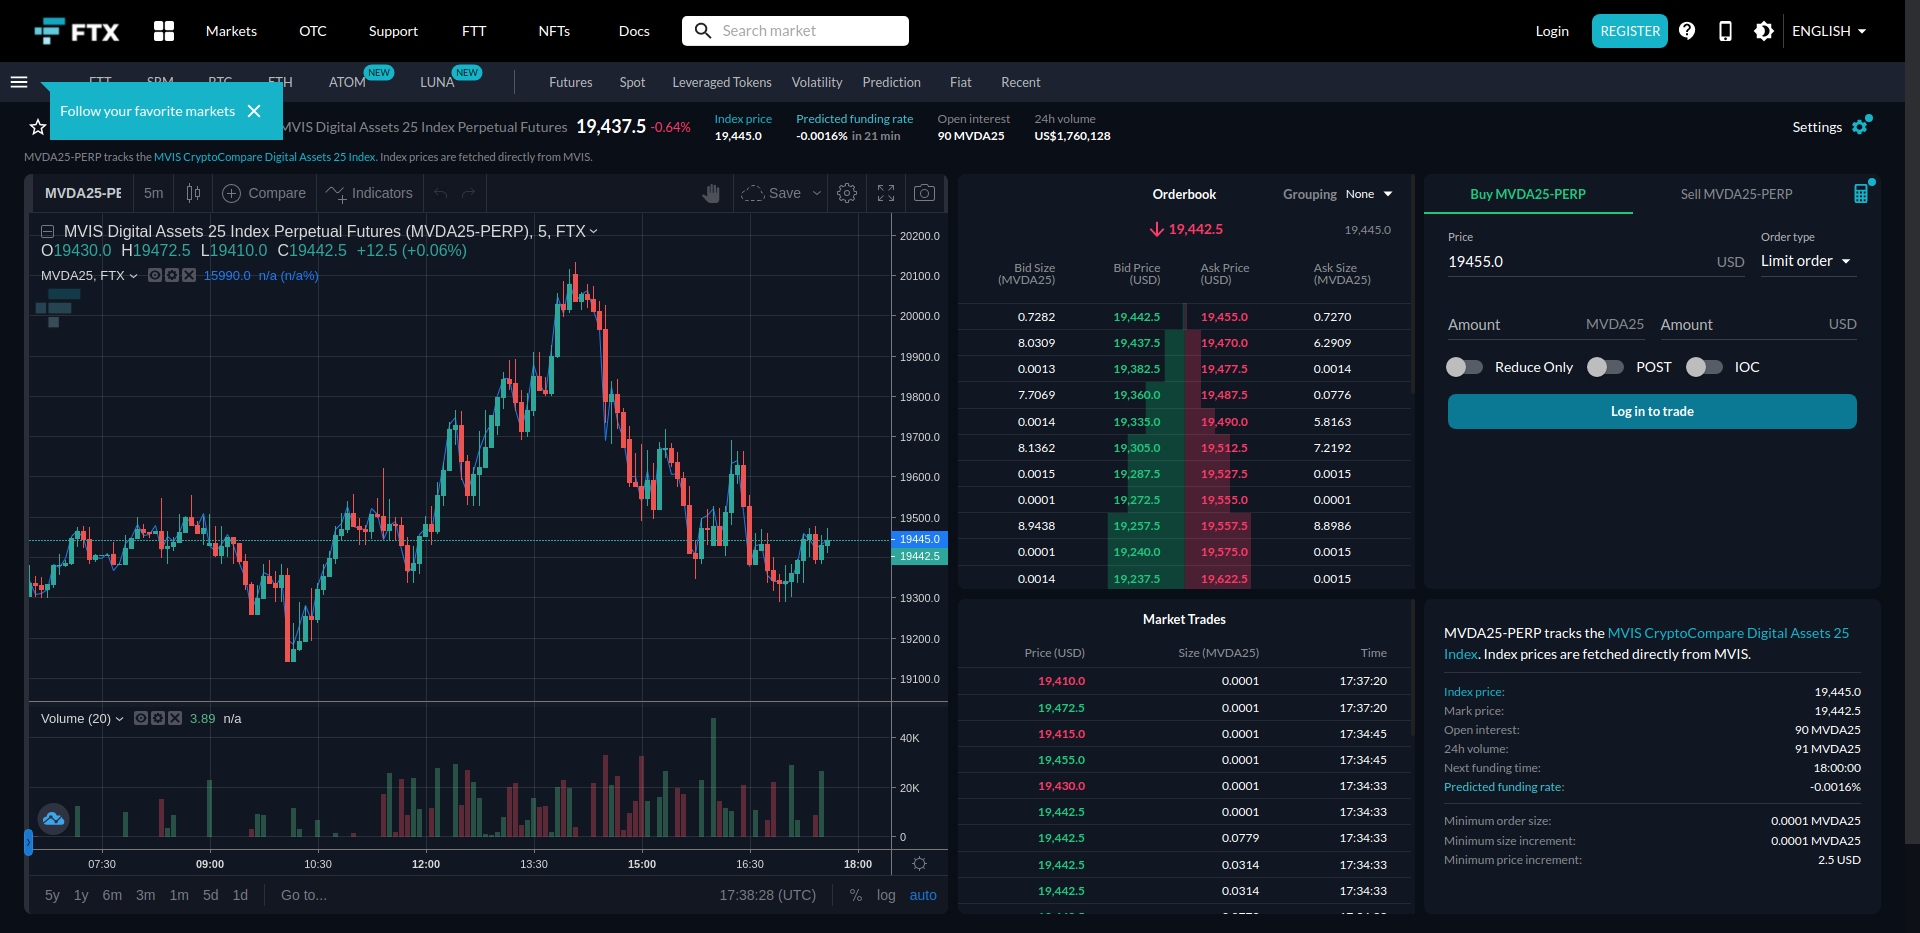 FTX
Markets
OTC
Support
FTT
NFTs
Docs
Search market
Login
REGISTER
ENGLISH
ATOM NEW
LUNA NEW
Futures
Spot
Leveraged Tokens
Volatility
Prediction
Fiat
Recent
Follow your favorite markets
MVIS Digital Assets 25 Index Perpetual Futures
19,437.5 -0.64%
Index price
19,445.0
Predicted funding rate
-0.0016% in 21 min
Open interest
90 MVDA25
24h volume
US$1,760,128
Settings
MVDA25-PERP tracks the MVIS CryptoCompare Digital Assets 25 Index. Index prices are fetched directly from MVIS.
MVDA25-PE
5m
Compare
Indicators
Save
MVIS Digital Assets 25 Index Perpetual Futures (MVDA25-PERP), 5, FTX
O19430.0 H19472.5 L19410.0 C19442.5 +12.5 (+0.06%)
MVDA25, FTX 15990.0 n/a (n/a%)
20200.0
20100.0
20000.0
19900.0
19800.0
19700.0
19600.0
19500.0
19445.0
19442.5
19300.0
19200.0
19100.0
Volume (20) 3.89 n/a
40K
20K
0
07:30 09:00 10:30 12:00 13:30 15:00 16:30 18:00
5y 1y 6m 3m 1m 5d 1d Go to...
17:38:28 (UTC) % log auto
Orderbook
Grouping None
19,442.5
19,445.0
Bid Size (MVDA25) Bid Price (USD) Ask Price (USD) Ask Size (MVDA25)
0.7282 19,442.5 19,455.0 0.7270
8.0309 19,437.5 19,470.0 6.2909
0.0013 19,382.5 19,477.5 0.0014
7.7069 19,360.0 19,487.5 0.0776
0.0014 19,335.0 19,490.0 5.8163
8.1362 19,305.0 19,512.5 7.2192
0.0015 19,287.5 19,527.5 0.0015
0.0001 19,272.5 19,555.0 0.0001
8.9438 19,257.5 19,557.5 8.8986
0.0001 19,240.0 19,575.0 0.0015
0.0014 19,237.5 19,622.5 0.0015
Market Trades
Price (USD) Size (MVDA25) Time
19,410.0 0.0001 17:37:20
19,472.5 0.0001 17:37:20
19,415.0 0.0001 17:34:45
19,455.0 0.0001 17:34:45
19,430.0 0.0001 17:34:33
19,442.5 0.0001 17:34:33
19,442.5 0.0779 17:34:33
19,442.5 0.0314 17:34:33
19,442.5 0.0314 17:34:33
Buy MVDA25-PERP
Sell MVDA25-PERP
Price
19455.0 USD
Order type
Limit order
Amount MVDA25
Amount USD
Reduce Only
POST
IOC
Log in to trade
MVDA25-PERP tracks the MVIS CryptoCompare Digital Assets 25
Index. Index prices are fetched directly from MVIS.
Index price: 19,445.0
Mark price: 19,442.5
Open interest: 90 MVDA25
24h volume: 91 MVDA25
Next funding time: 18:00:00
Predicted funding rate: -0.0016%
Minimum order size: 0.0001 MVDA25
Minimum size increment: 0.0001 MVDA25
Minimum price increment: 2.5 USD